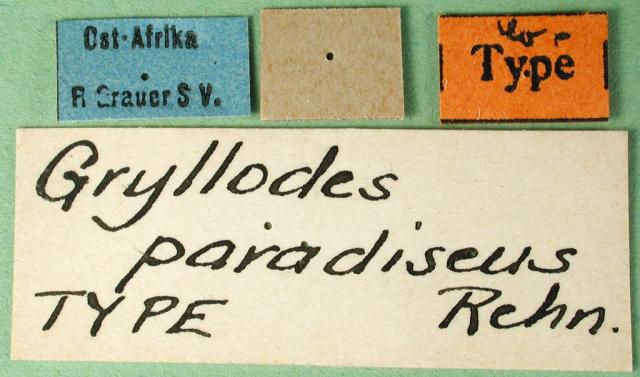 Ost-Afrika
R. Grauer S V.
Type
Gryllodes
paradiseus
TYPE Rehn.